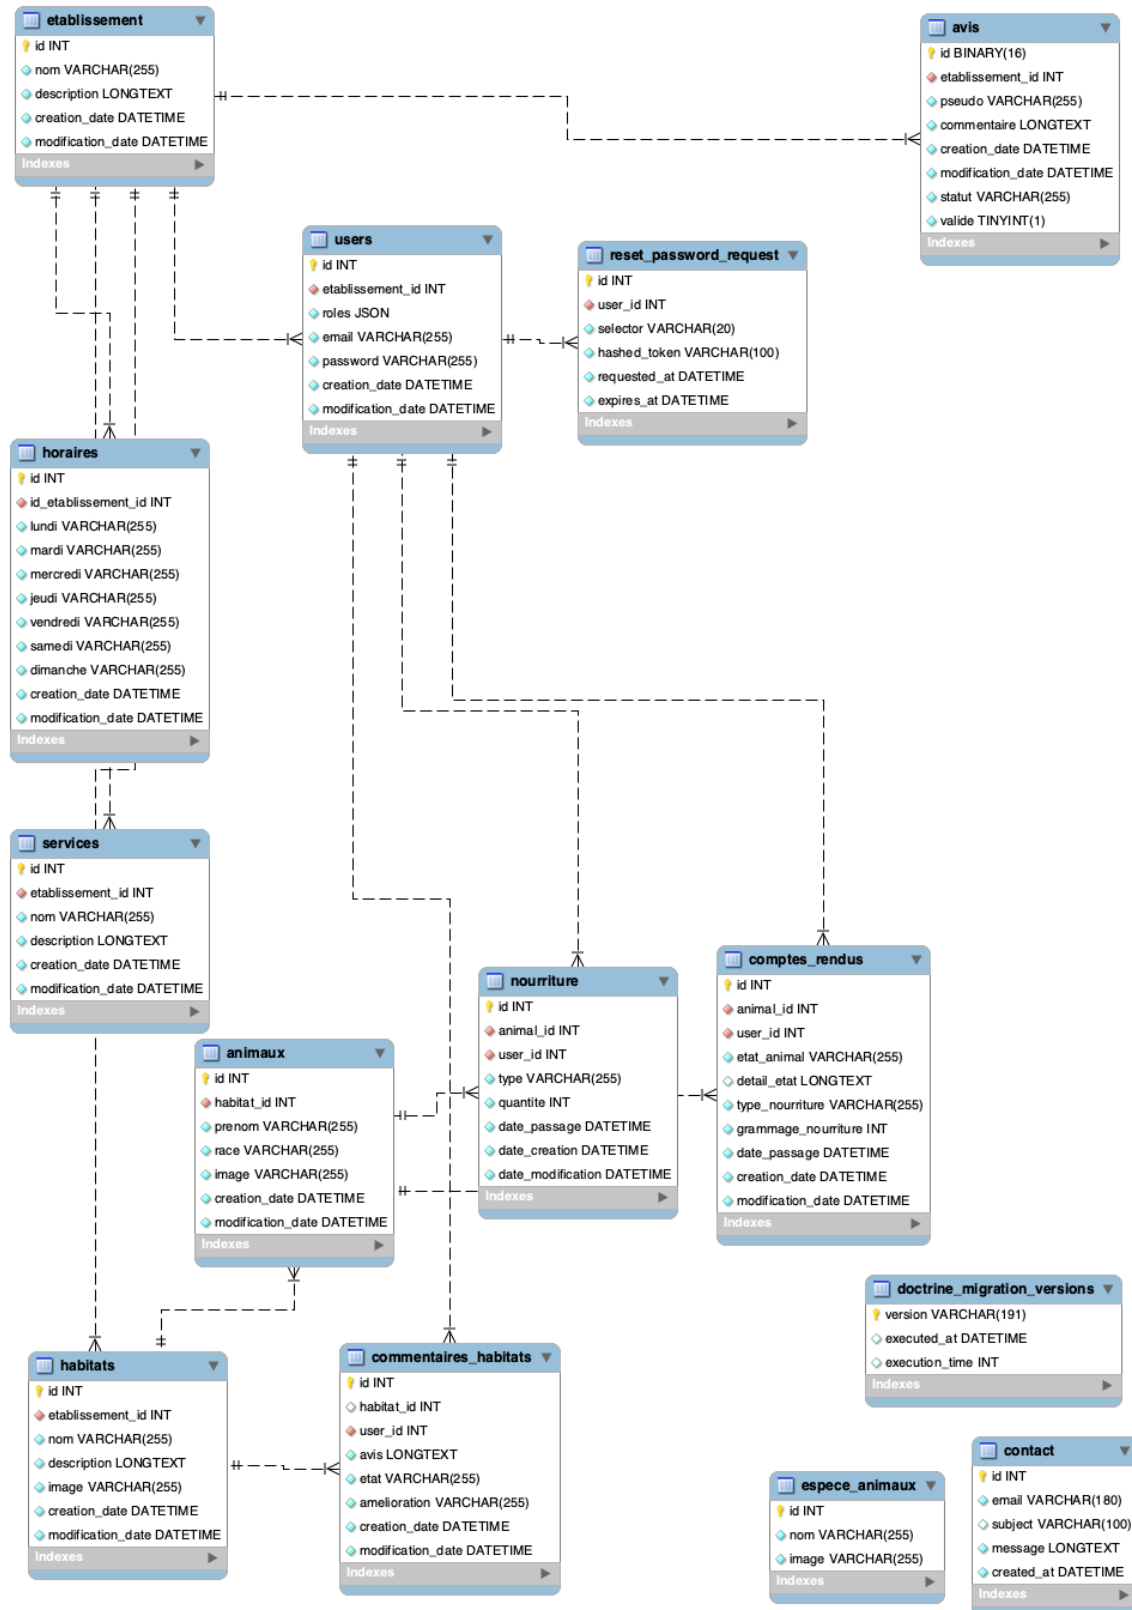 etablissement
id INT
nom VARCHAR(255)
description LONGTEXT
creation_date DATETIME
modification_date DATETIME
Indexes
avis
id BINARY(16)
etablissement_id INT
pseudo VARCHAR(255)
commentaire LONGTEXT
creation_date DATETIME
modification_date DATETIME
statut VARCHAR(255)
valide TINYINT(1)
Indexes
users
id INT
etablissement_id INT
roles JSON
email VARCHAR(255)
password VARCHAR(255)
creation_date DATETIME
modification_date DATETIME
Indexes
reset_password_request
id INT
user_id INT
selector VARCHAR(20)
hashed_token VARCHAR(100)
requested_at DATETIME
expires_at DATETIME
Indexes
horaires
id INT
id_etablissement_id INT
lundi VARCHAR(255)
mardi VARCHAR(255)
mercredi VARCHAR(255)
jeudi VARCHAR(255)
vendredi VARCHAR(255)
samedi VARCHAR(255)
dimanche VARCHAR(255)
creation_date DATETIME
modification_date DATETIME
Indexes
services
id INT
etablissement_id INT
nom VARCHAR(255)
description LONGTEXT
creation_date DATETIME
modification_date DATETIME
Indexes
animaux
id INT
habitat_id INT
prenom VARCHAR(255)
race VARCHAR(255)
image VARCHAR(255)
creation_date DATETIME
modification_date DATETIME
Indexes
nourriture
id INT
animal_id INT
user_id INT
type VARCHAR(255)
quantite INT
date_passage DATETIME
date_creation DATETIME
date_modification DATETIME
Indexes
comptes_rendus
id INT
animal_id INT
user_id INT
etat_animal VARCHAR(255)
detail_etat LONGTEXT
type_nourriture VARCHAR(255)
grammage_nourriture INT
date_passage DATETIME
creation_date DATETIME
modification_date DATETIME
Indexes
habitats
id INT
etablissement_id INT
nom VARCHAR(255)
description LONGTEXT
image VARCHAR(255)
creation_date DATETIME
modification_date DATETIME
Indexes
commentaires_habitats
id INT
habitat_id INT
user_id INT
avis LONGTEXT
etat VARCHAR(255)
amelioration VARCHAR(255)
creation_date DATETIME
modification_date DATETIME
Indexes
doctrine_migration_versions
version VARCHAR(191)
executed_at DATETIME
execution_time INT
Indexes
espece_animaux
id INT
nom VARCHAR(255)
image VARCHAR(255)
Indexes
contact
id INT
email VARCHAR(180)
subject VARCHAR(100)
message LONGTEXT
created_at DATETIME
Indexes